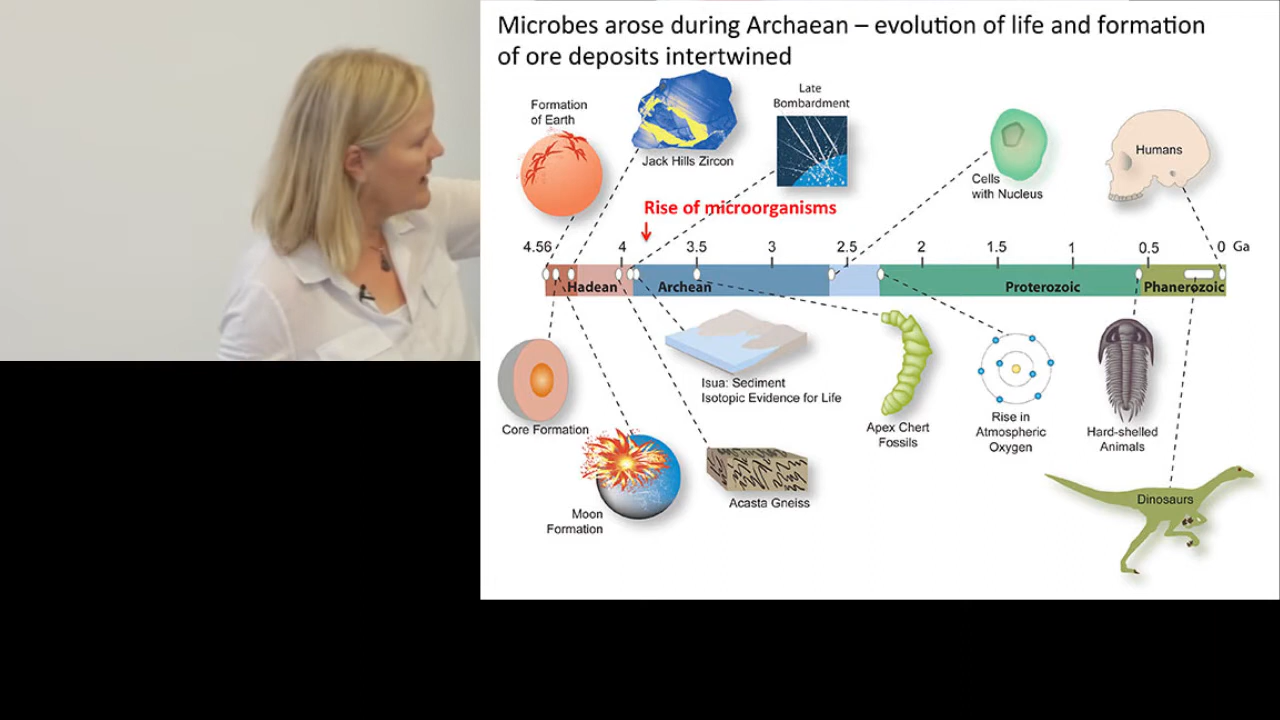 Microbes arose during Archaean – evolution of life and formation
of ore deposits intertwined
Formation
of Earth
Jack Hills Zircon
Late
Bombardment
Cells
with Nucleus
Humans
Rise of microorganisms
4.56 4 3.5 3 2.5 2 1.5 1 0.5 0 Ga
Hadean Archean Proterozoic Phanerozoic
Core Formation
Moon
Formation
Isua: Sediment
Isotopic Evidence for Life
Acasta Gneiss
Apex Chert
Fossils
Rise in
Atmospheric
Oxygen
Hard-shelled
Animals
Dinosaurs